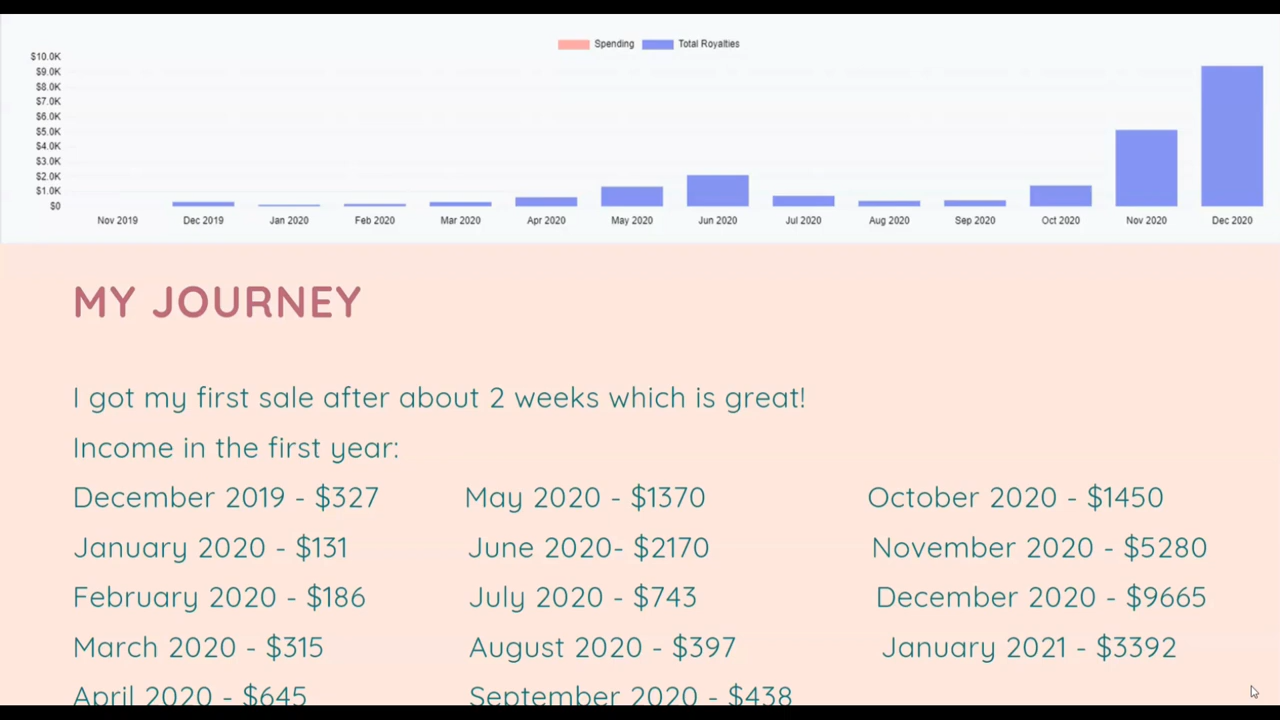 Spending Total Royalties
$10.0K
$9.0K
$8.0K
$7.0K
$6.0K
$5.0K
$4.0K
$3.0K
$2.0K
$1.0K
$0
Nov 2019 Dec 2019 Jan 2020 Feb 2020 Mar 2020 Apr 2020 May 2020 Jun 2020 Jul 2020 Aug 2020 Sep 2020 Oct 2020 Nov 2020 Dec 2020
MY JOURNEY
I got my first sale after about 2 weeks which is great!
Income in the first year:
December 2019 - $327 May 2020 - $1370 October 2020 - $1450
January 2020 - $131 June 2020- $2170 November 2020 - $5280
February 2020 - $186 July 2020 - $743 December 2020 - $9665
March 2020 - $315 August 2020 - $397 January 2021 - $3392
April 2020 - $645 September 2020 - $438